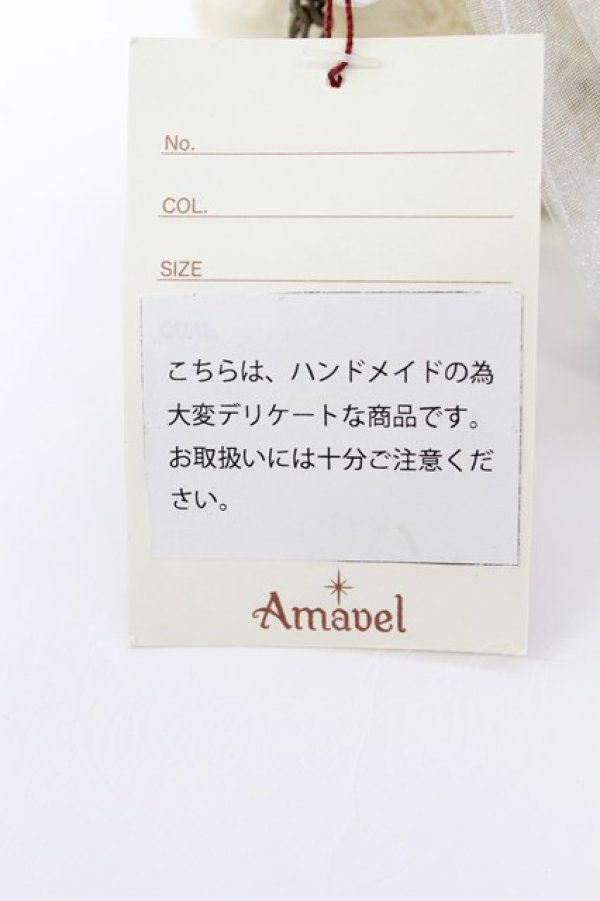 No.
COL.
SIZE
QUAL.
こちらは、ハンドメイドの為
大変デリケートな商品です。
お取扱いには十分ご注意くだ
さい。
Amavel